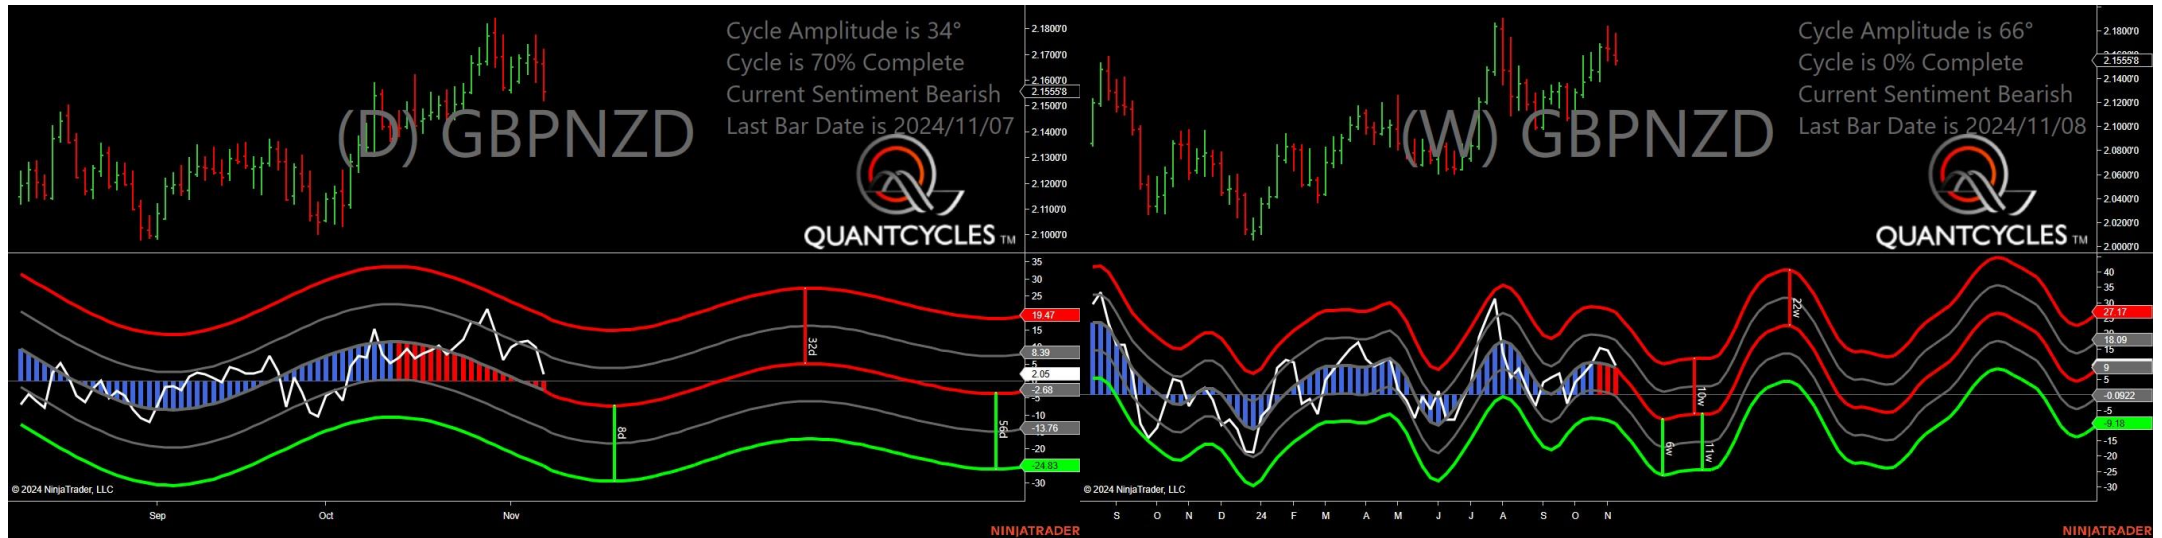 Cycle Amplitude is 34°
Cycle is 70% Complete
Current Sentiment Bearish
Last Bar Date is 2024/11/07
(D) GBPNZD
QUANTCYCLES TM
2.1800'0
2.1700'0
2.1600'0
2.1555'8
2.1500'0
2.1400'0
2.1300'0
2.1200'0
2.1100'0
2.1000'0
35
30
25
19.47
15
8.39
2.05
-2.68
-5
-10
-13.76
-20
-24.83
-30
32d
8d
56d
© 2024 NinjaTrader, LLC
Sep
Oct
Nov
NINJATRADER
Cycle Amplitude is 66°
Cycle is 0% Complete
Current Sentiment Bearish
Last Bar Date is 2024/11/08
(W) GBPNZD
QUANTCYCLES TM
2.1800'0
2.1555'8
2.1400'0
2.1200'0
2.1000'0
2.0800'0
2.0600'0
2.0400'0
2.0200'0
2.0000'0
40
35
30
27.17
18.09
15
9
5
-0.0922
-5
-9.18
-15
-20
-25
-30
22w
10w
6w
11w
© 2024 NinjaTrader, LLC
S O N D 24 F M A M J J A S O N
NINJATRADER